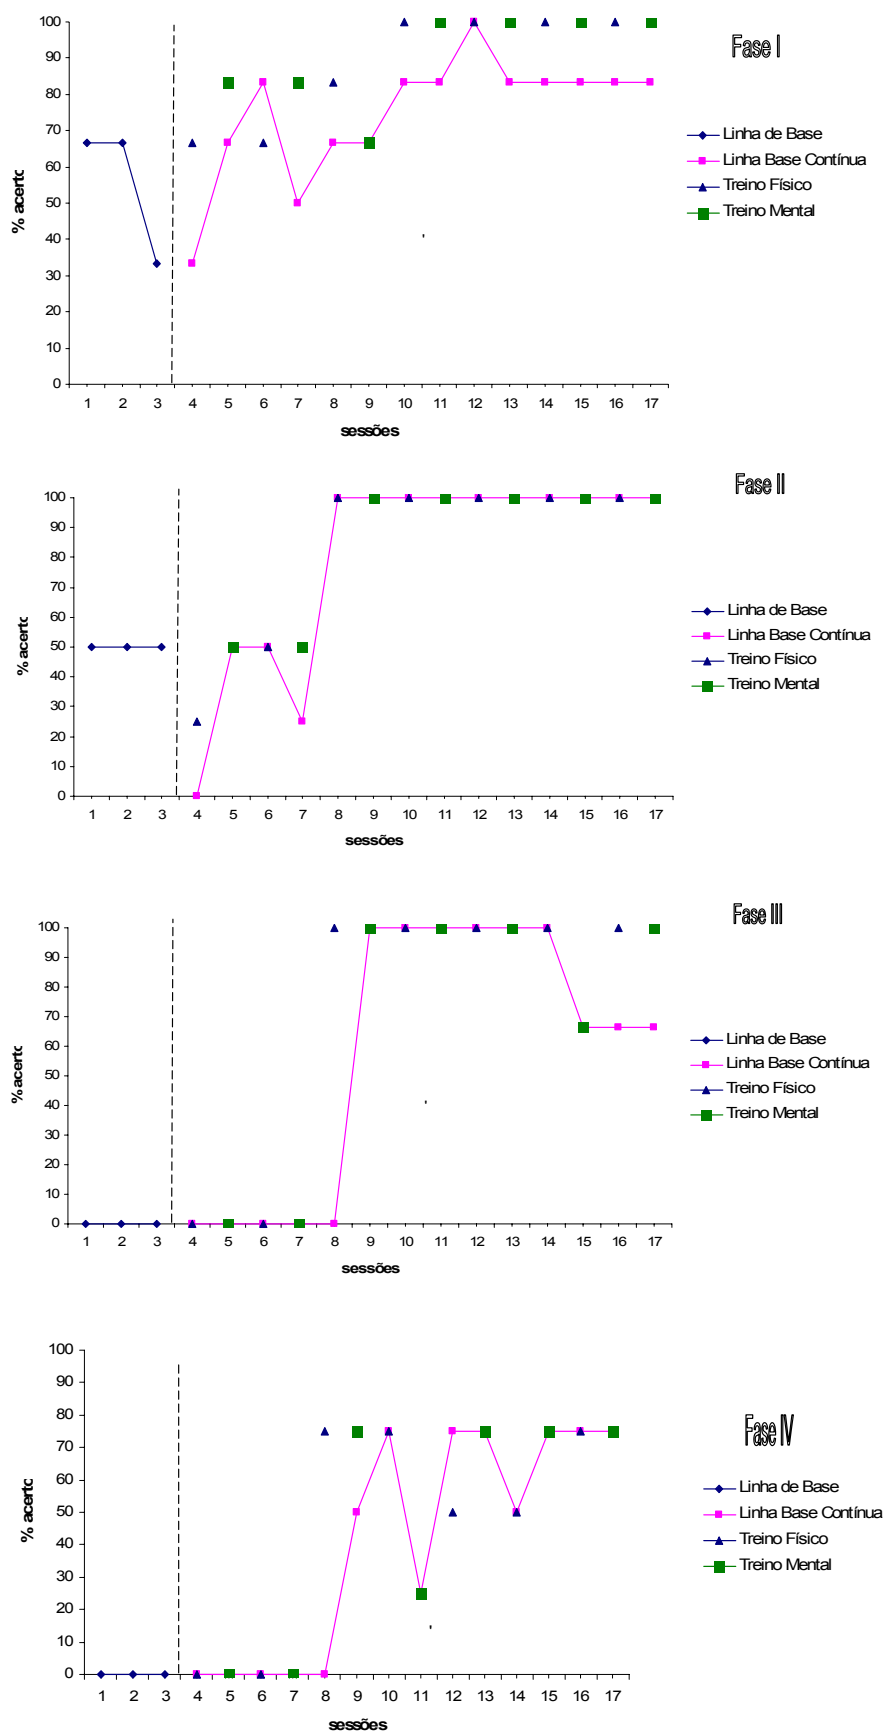 Fase I
100
90
80
70
60
50
40
30
20
10
0
% acertc
1 2 3 4 5 6 7 8 9 10 11 12 13 14 15 16 17
sessões
Linha de Base
Linha Base Contínua
Treino Físico
Treino Mental
Fase II
100
90
80
70
60
50
40
30
20
10
0
% acertc
1 2 3 4 5 6 7 8 9 10 11 12 13 14 15 16 17
sessões
Linha de Base
Linha Base Contínua
Treino Físico
Treino Mental
Fase III
100
90
80
70
60
50
40
30
20
10
0
% acertc
1 2 3 4 5 6 7 8 9 10 11 12 13 14 15 16 17
sessões
Linha de Base
Linha Base Contínua
Treino Físico
Treino Mental
Fase IV
100
90
80
70
60
50
40
30
20
10
0
% acertc
1 2 3 4 5 6 7 8 9 10 11 12 13 14 15 16 17
sessões
Linha de Base
Linha Base Contínua
Treino Físico
Treino Mental